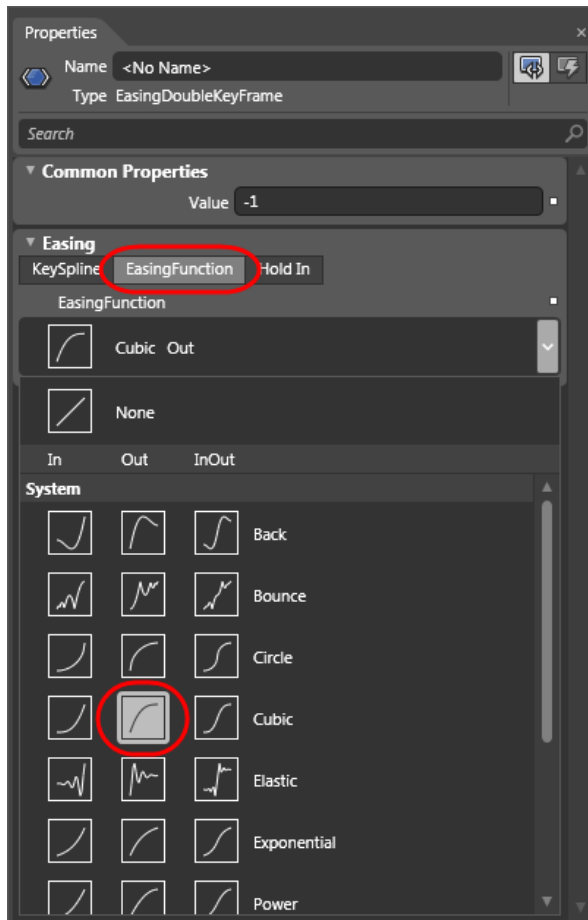 Properties
Name <No Name>
Type EasingDoubleKeyFrame
Search
Common Properties
Value -1
Easing
KeySpline EasingFunction Hold In
EasingFunction
Cubic Out
None
In Out InOut
System
Back
Bounce
Circle
Cubic
Elastic
Exponential
Power